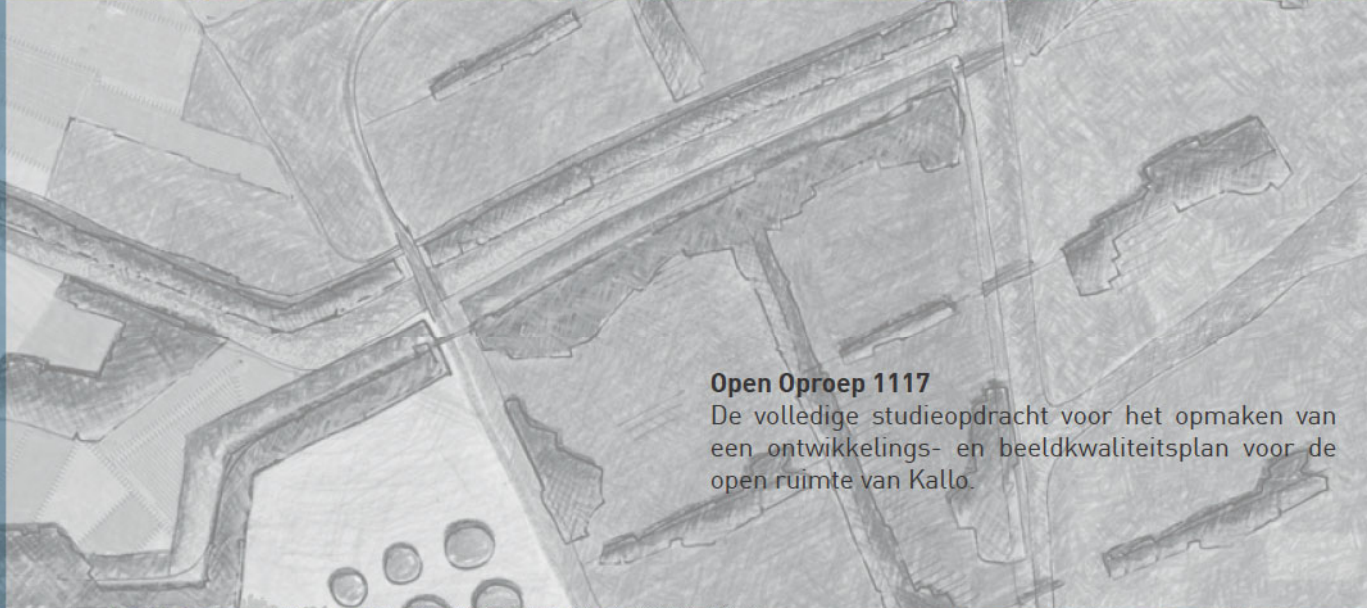 Open Oproep 1117
De volledige studieopdracht voor het opmaken van
een ontwikkelings- en beeldkwaliteitsplan voor de
open ruimte van Kallo.